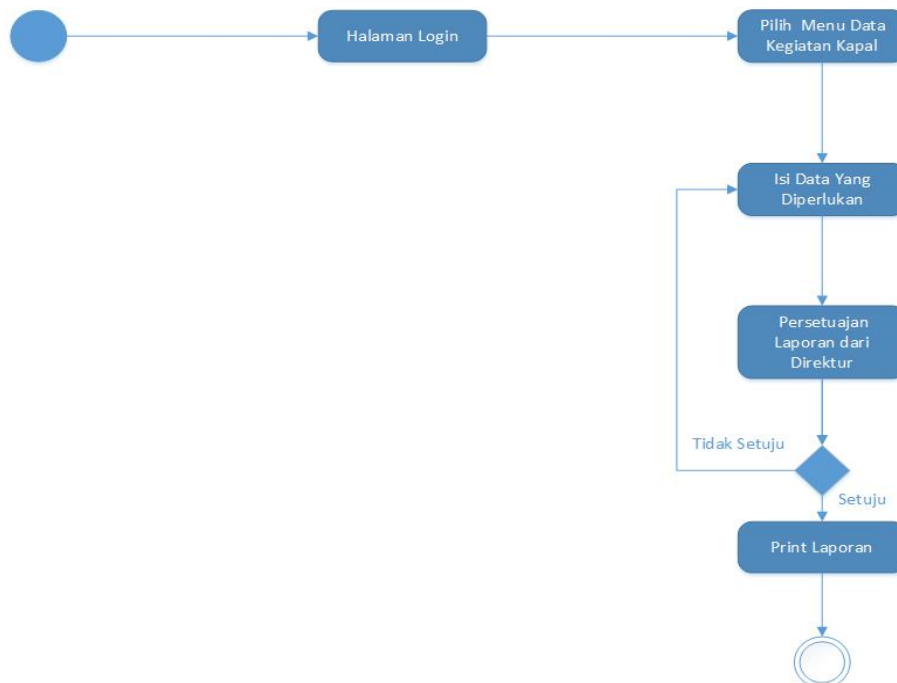 Halaman Login
Pilih Menu Data
Kegiatan Kapal
Isi Data Yang
Diperlukan
Persetuajan
Laporan dari
Direktur
Tidak Setuju
Setuju
Print Laporan